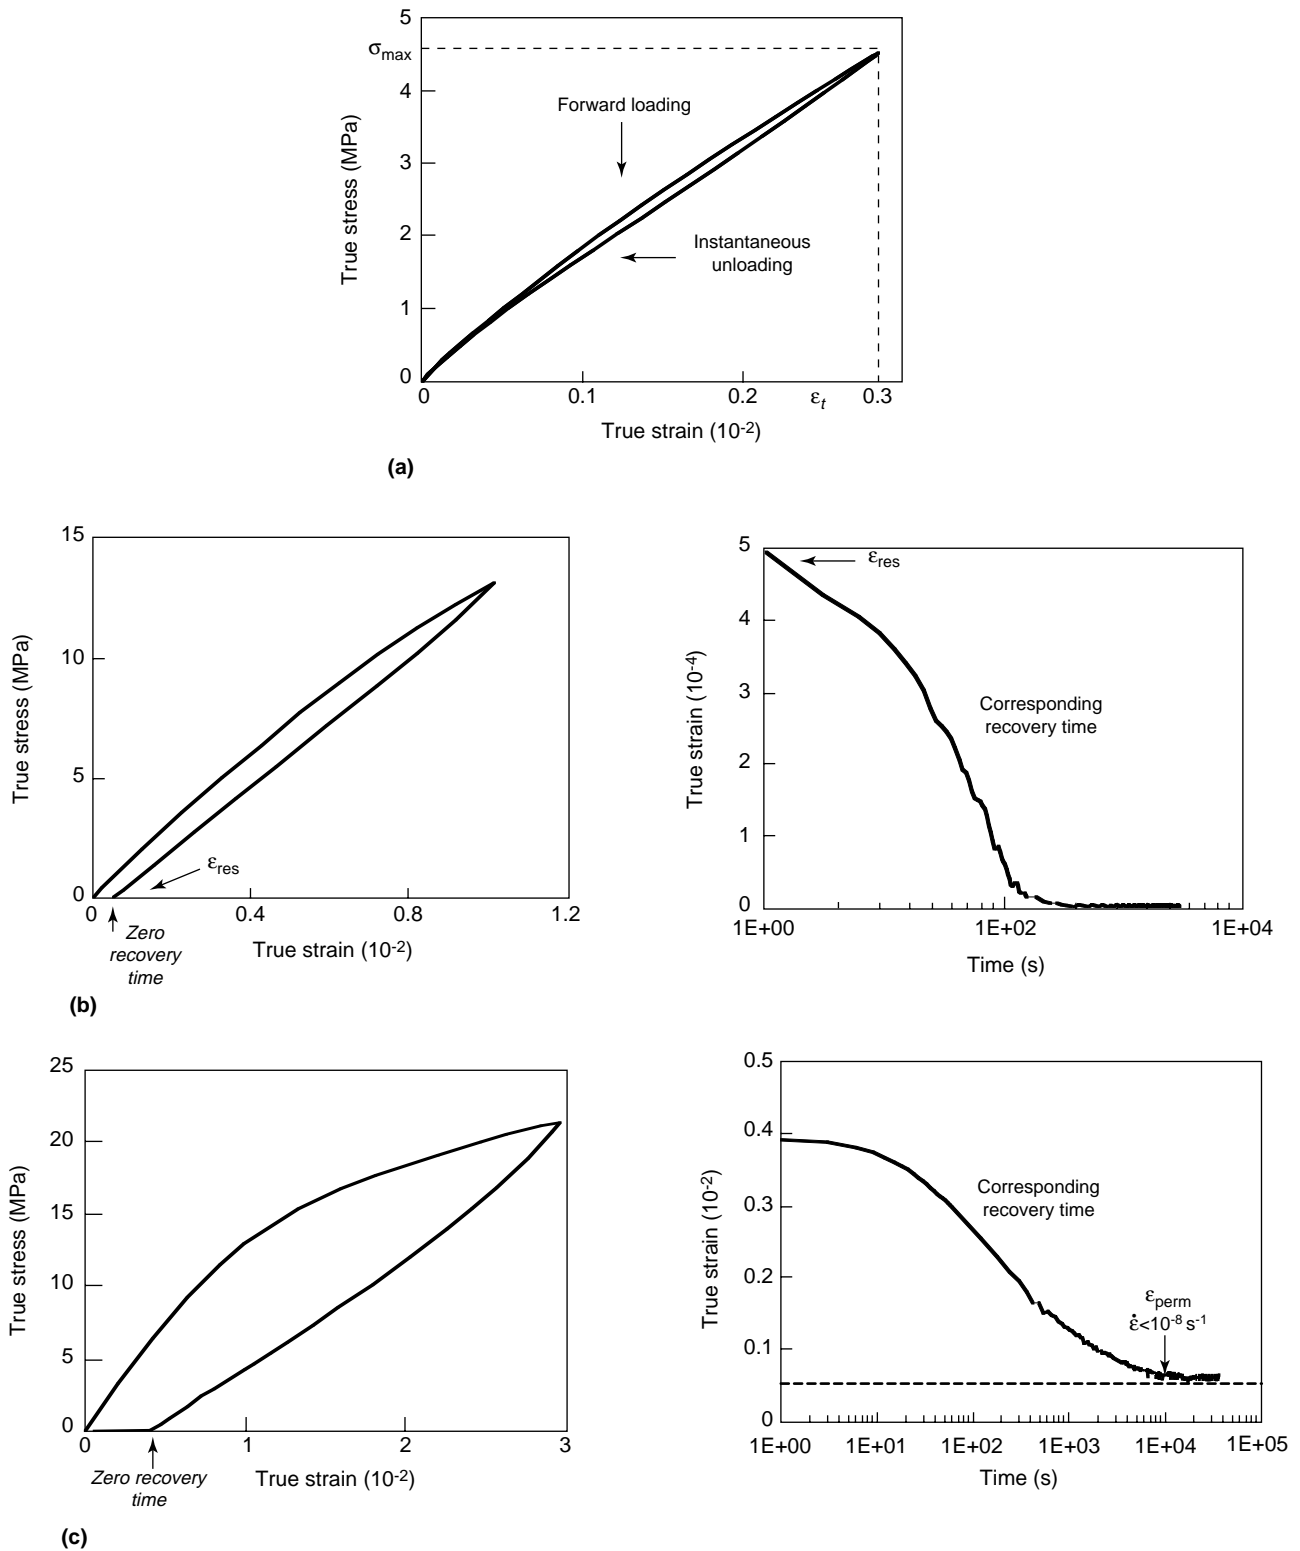 5
σmax
4
3
2
1
0
True stress (MPa)
Forward loading
Instantaneous
unloading
0
0.1
0.2
εt
0.3
True strain (10-2)
(a)
15
10
5
0
True stress (MPa)
εres
0
0.4
0.8
1.2
Zero
recovery
time
True strain (10-2)
5
4
3
2
1
0
True strain (10-4)
εres
Corresponding
recovery time
1E+00
1E+02
1E+04
Time (s)
(b)
25
20
15
10
5
0
True stress (MPa)
0
1
2
3
Zero recovery
time
True strain (10-2)
0.5
0.4
0.3
0.2
0.1
0
True strain (10-2)
Corresponding
recovery time
εperm
ε̇<10-8 s-1
1E+00
1E+01
1E+02
1E+03
1E+04
1E+05
Time (s)
(c)